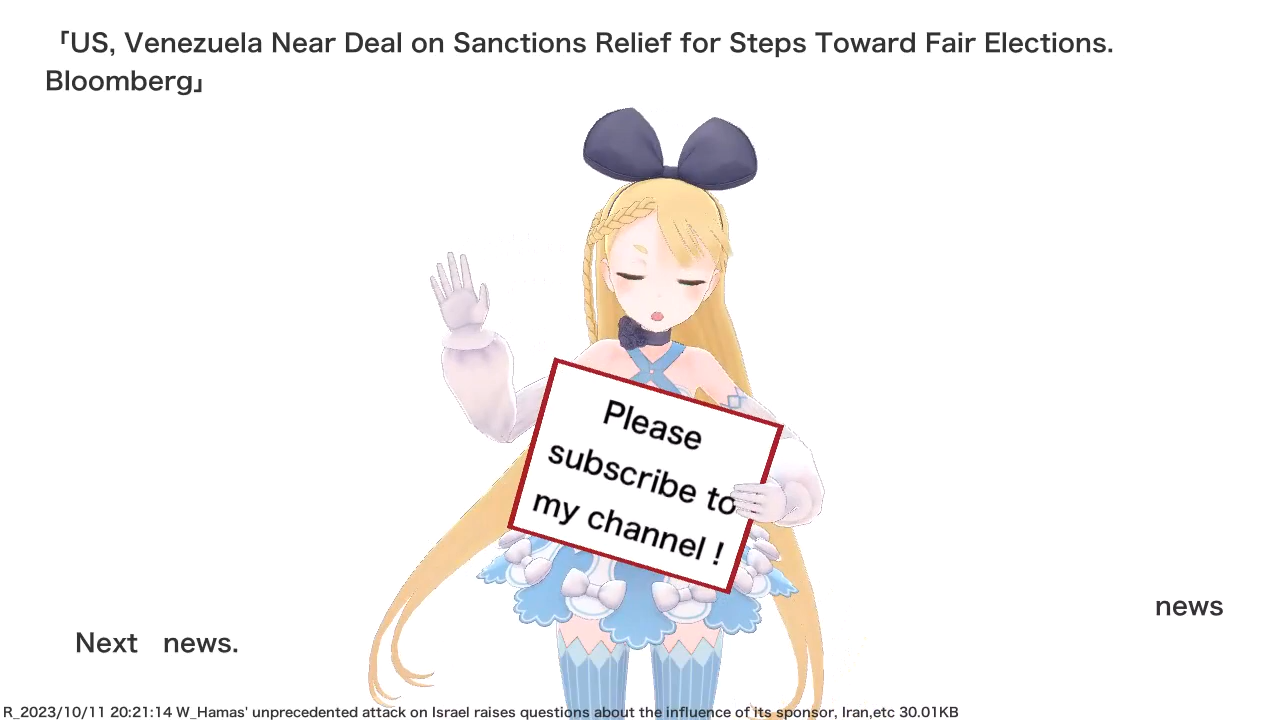 「US, Venezuela Near Deal on Sanctions Relief for Steps Toward Fair Elections.
Bloomberg」
Please
subscribe to
my channel !
news
Next news.
R_2023/10/11 20:21:14 W_Hamas' unprecedented attack on Israel raises questions about the influence of its sponsor, Iran,etc 30.01KB